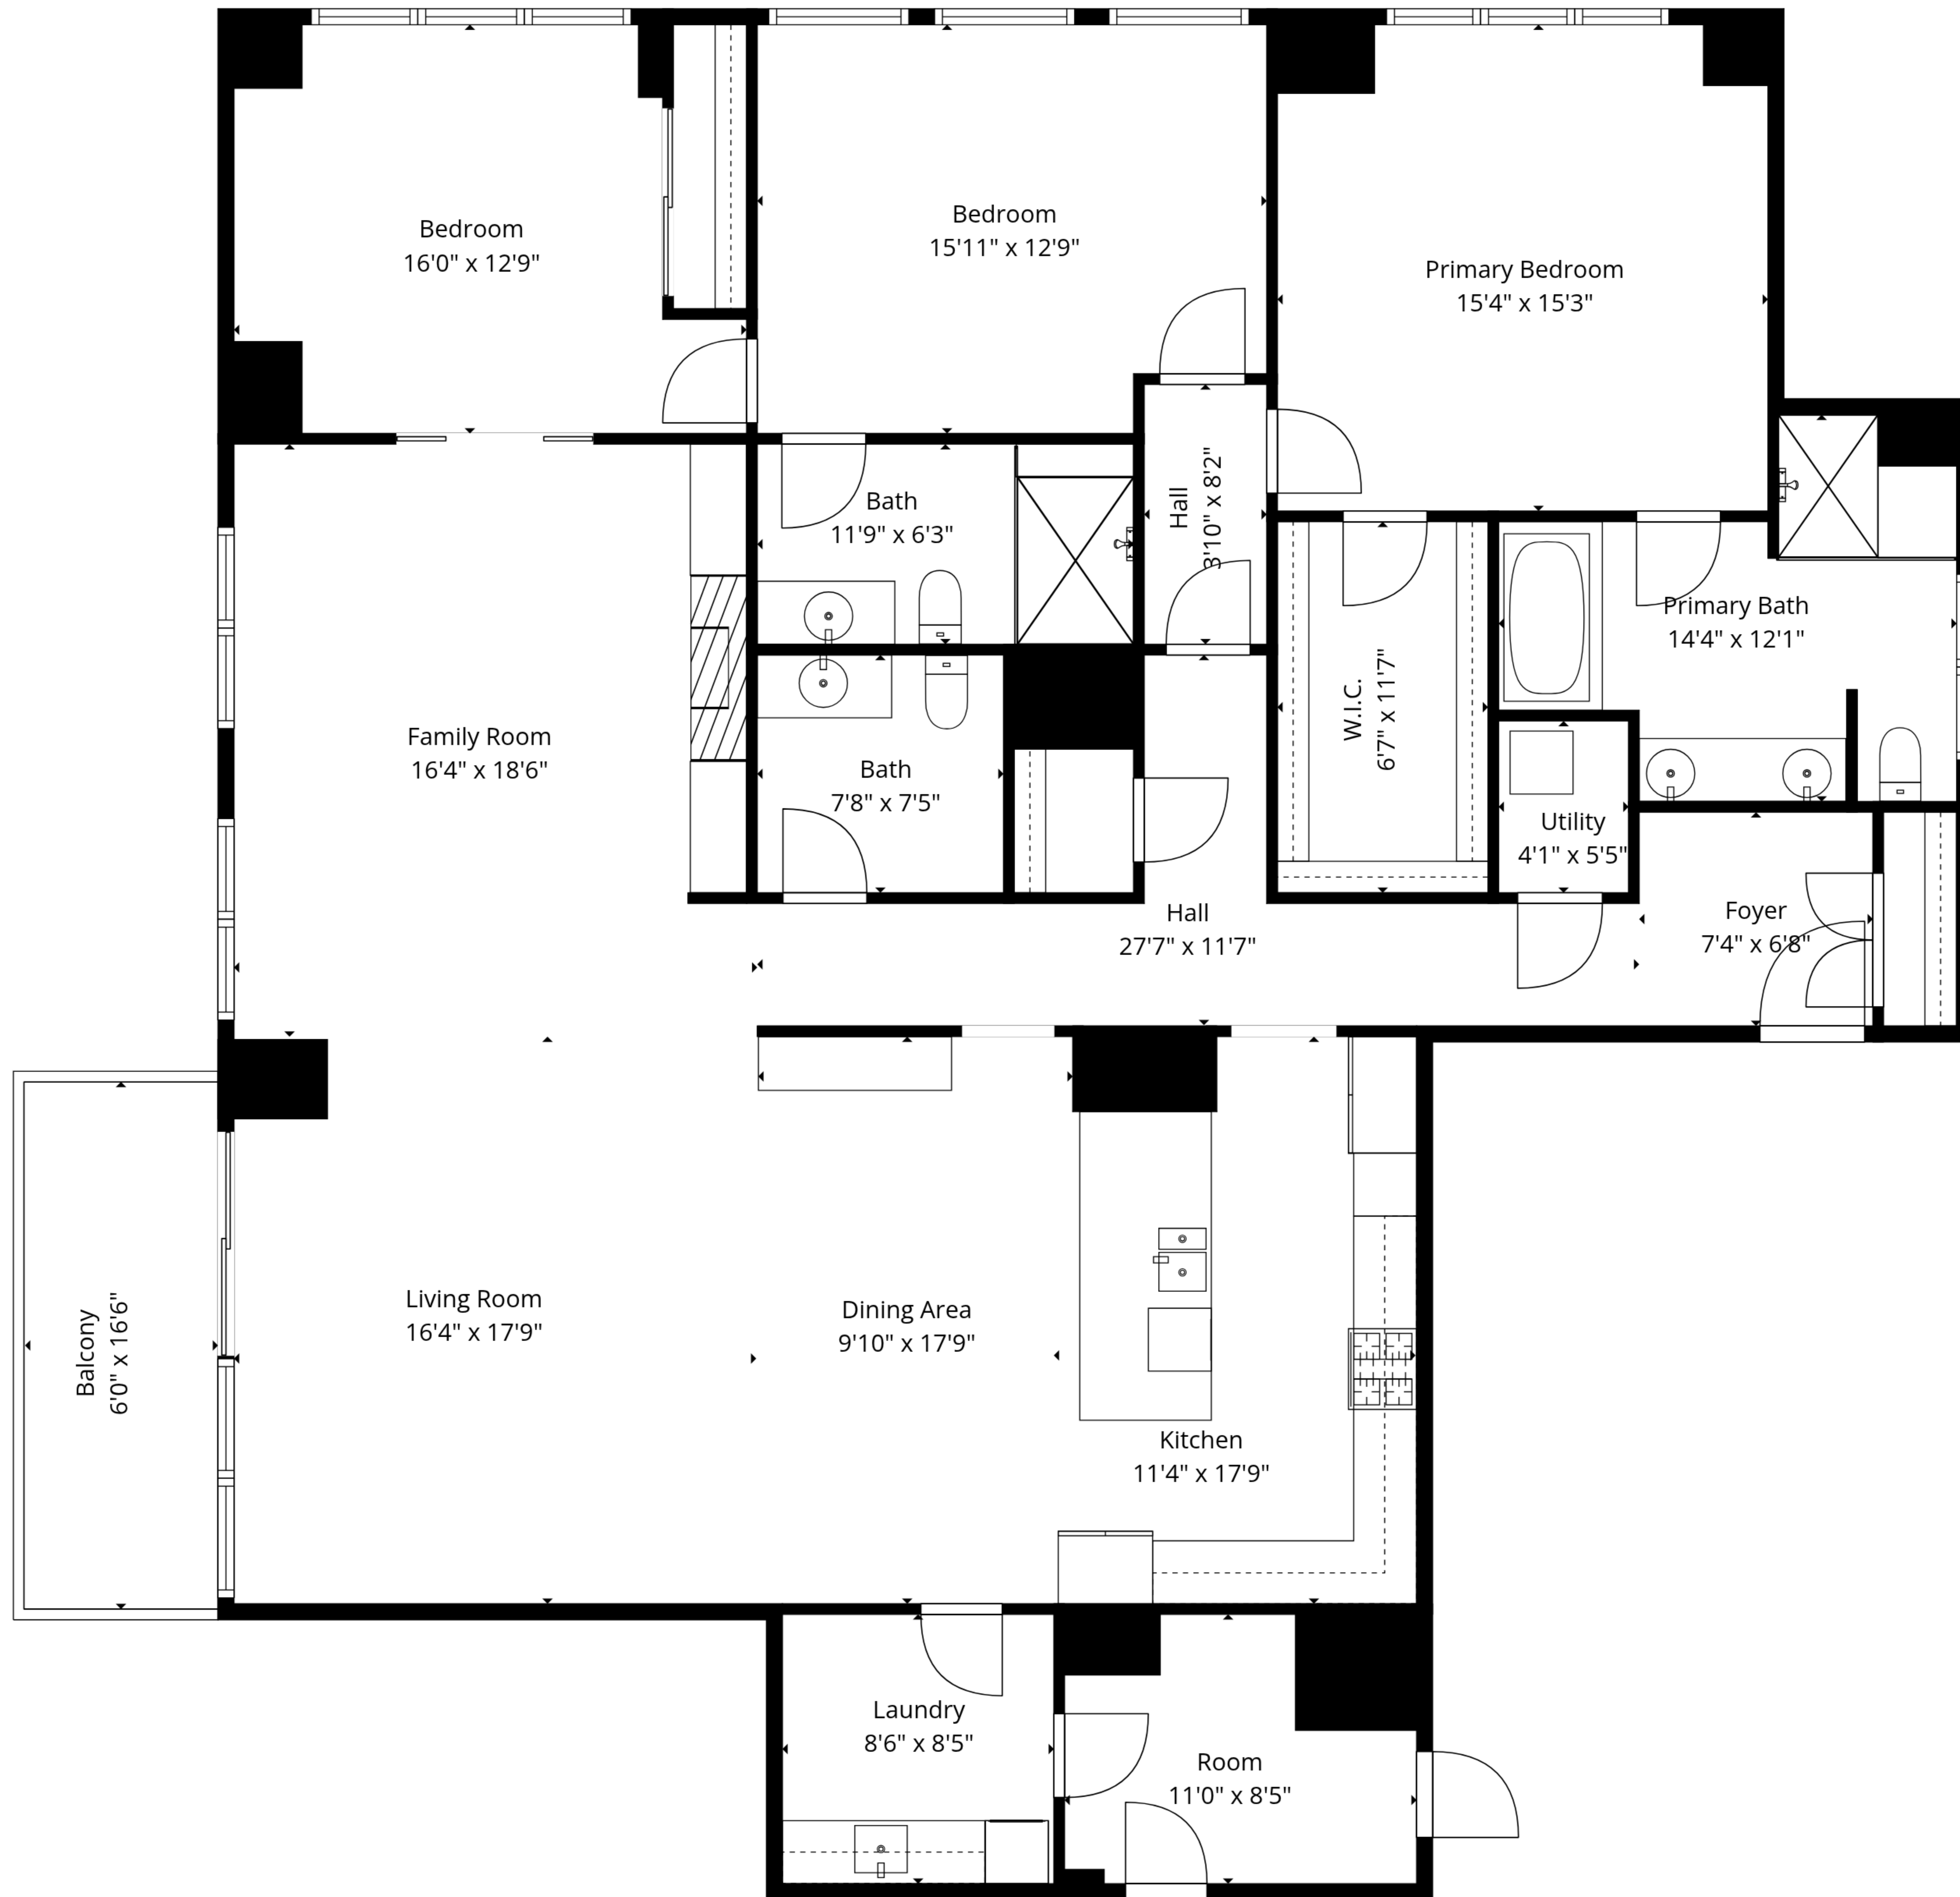 Bedroom
16'0" x 12'9"
Bedroom
15'11" x 12'9"
Primary Bedroom
15'4" x 15'3"
Bath
11'9" x 6'3"
Hall
3'10" x 8'2"
Primary Bath
14'4" x 12'1"
W.I.C.
6'7" x 11'7"
Family Room
16'4" x 18'6"
Bath
7'8" x 7'5"
Utility
4'1" x 5'5"
Hall
27'7" x 11'7"
Foyer
7'4" x 6'8"
Balcony
6'0" x 16'6"
Living Room
16'4" x 17'9"
Dining Area
9'10" x 17'9"
Kitchen
11'4" x 17'9"
Laundry
8'6" x 8'5"
Room
11'0" x 8'5"